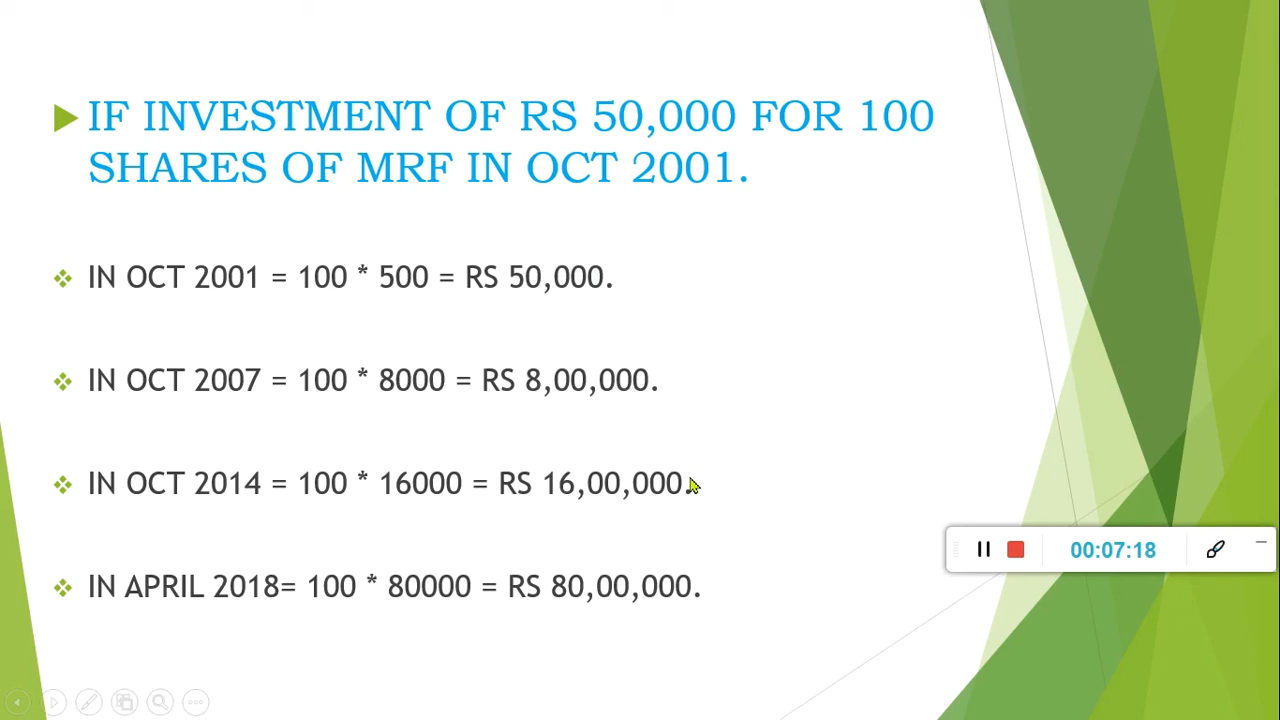 IF INVESTMENT OF RS 50,000 FOR 100
SHARES OF MRF IN OCT 2001.
IN OCT 2001 = 100 * 500 = RS 50,000.
IN OCT 2007 = 100 * 8000 = RS 8,00,000.
IN OCT 2014 = 100 * 16000 = RS 16,00,000.
00:07:18
IN APRIL 2018= 100 * 80000 = RS 80,00,000.